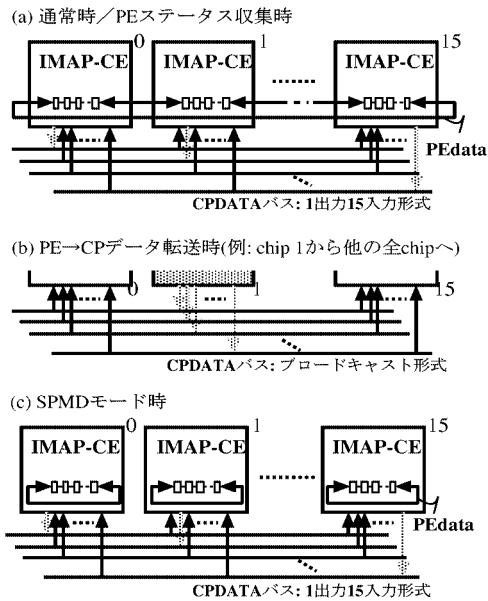 (a) 通常時／PEステータス収集時
0 1 15
IMAP-CE IMAP-CE IMAP-CE
PEdata
CPDATAバス: 1出力15入力形式
(b) PE→CPデータ転送時(例: chip 1から他の全chipへ)
0 1 15
CPDATAバス: ブロードキャスト形式
(c) SPMDモード時
0 1 15
IMAP-CE IMAP-CE IMAP-CE
PEdata
CPDATAバス: 1出力15入力形式